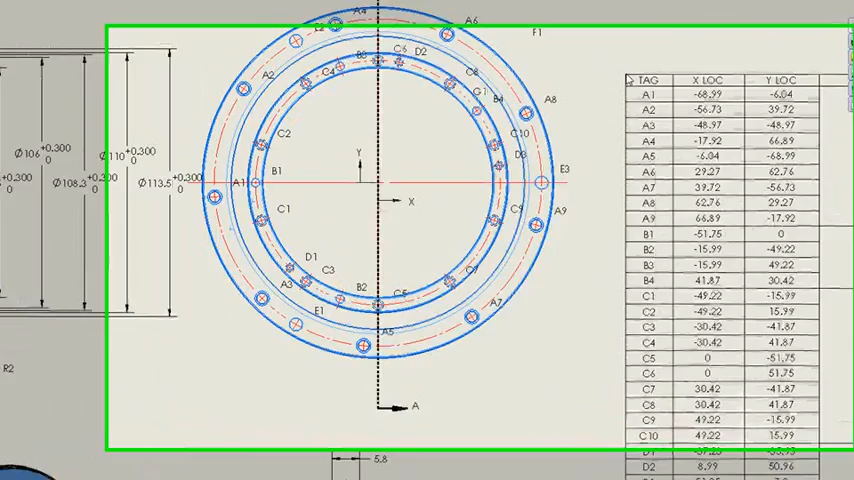 A4
A6
E2
F1
B3
C6
D2
A2
C4
C8
TAG X LOC Y LOC
G1
A1 -68.99 -6.04
B4
A8
A2 -56.73 39.72
A3 -48.97 -48.97
C2
C10
A4 -17.92 66.89
Ø106 +0.300 0
Ø110 +0.300 0
Y
D3
A5 -6.04 -68.99
Ø108.3 +0.300 0
Ø113.5 +0.300 0
A1
B1
E3
A6 29.27 62.76
A7 39.72 -56.73
X
A8 62.76 29.27
C1
C9
A9
A9 66.89 -17.92
B1 -51.75 0
B2 -15.99 -49.22
D1
C3
C7
B3 -15.99 49.22
A3
B2
C5
B4 41.87 30.42
C1 -49.22 -15.99
E1
A7
C2 -49.22 15.99
A5
C3 -30.42 -41.87
C4 -30.42 41.87
C5 0 -51.75
R2
C6 0 51.75
C7 30.42 -41.87
A
C8 30.42 41.87
C9 49.22 -15.99
C10 49.22 15.99
5.8
D2 8.99 50.96